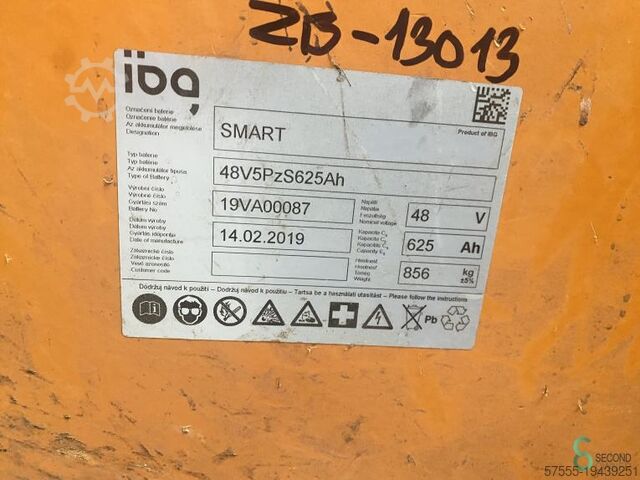 ZB-13013
ibg
Označení baterie
Označenie batérie
Az akkumulátor megjelölése
Designation
SMART
Product of IBG
Typ baterie
Typ batérie
Az akkumulátor típusa
Type of Battery
48V5PzS625Ah
Výrobní číslo
Výrobné číslo
Gyártási szám
Battery No
19VA00087
Napětí
Napätie
Feszültség
Nominal voltage
48 V
Datum výroby
Dátum výroby
Gyártás időpontja
Date of manufacture
14.02.2019
Kapacita C5
Kapacita C5
Kapacitás C5
Capacity C5
625 Ah
Zákaznické číslo
Zákaznícke číslo
Vevő azonosító
Customer code
Hmotnost
Hmotnosť
Tömeg
Weight
856 kg
±5%
Dodržuj návod k použití – Dodržuj návod k použitiu – Tartsa be a használati utasítást – Please follow the instructions
Pb
S SECOND
57555-19439251